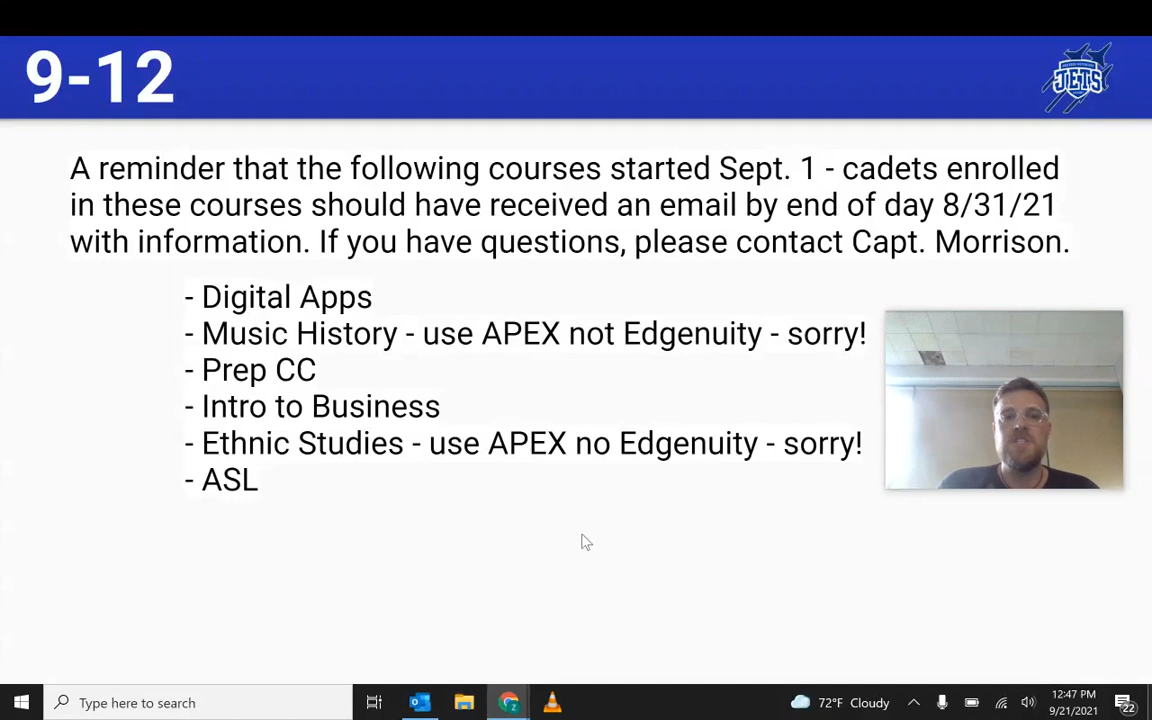 9-12
JETS
A reminder that the following courses started Sept. 1 - cadets enrolled
in these courses should have received an email by end of day 8/31/21
with information. If you have questions, please contact Capt. Morrison.
- Digital Apps
- Music History - use APEX not Edgenuity - sorry!
- Prep CC
- Intro to Business
- Ethnic Studies - use APEX no Edgenuity - sorry!
- ASL
Type here to search
72°F Cloudy
12:47 PM
9/21/2021
22